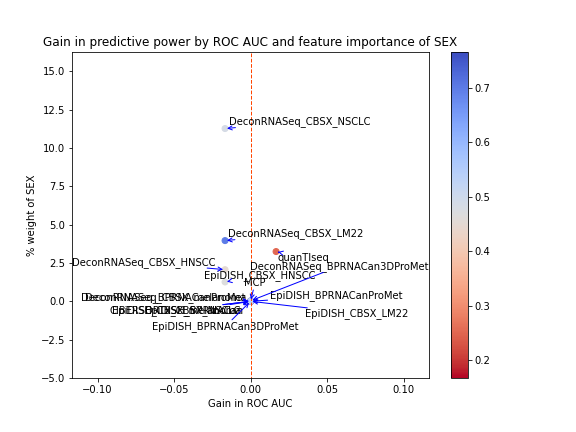 Gain in predictive power by ROC AUC and feature importance of SEX
15.0
12.5
10.0
7.5
5.0
2.5
0.0
−2.5
−5.0
% weight of SEX
DeconRNASeq_CBSX_NSCLC
DeconRNASeq_CBSX_LM22
quanTIseq
DeconRNASeq_CBSX_HNSCC
DeconRNASeq_BPRNACan3DProMet
EpiDISH_CBSX_HNSCC
MCP
EpiDISH_BPRNACanProMet
EpiDISH_CBSX_LM22
EpiDISH_BPRNACan3DProMet
−0.10
−0.05
0.00
0.05
0.10
Gain in ROC AUC
0.7
0.6
0.5
0.4
0.3
0.2